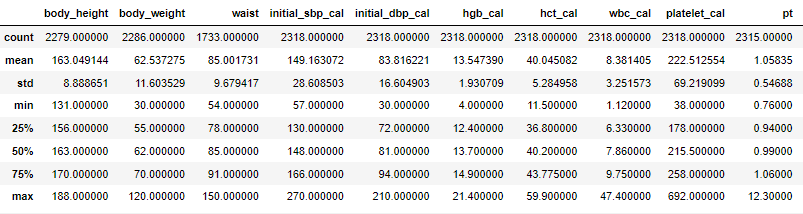 body_height body_weight waist initial_sbp_cal initial_dbp_cal hgb_cal hct_cal wbc_cal platelet_cal pt
count 2279.000000 2286.000000 1733.000000 2318.000000 2318.000000 2318.000000 2318.000000 2318.000000 2318.000000 2315.00000
mean 163.049144 62.537275 85.001731 149.163072 83.816221 13.547390 40.045082 8.381405 222.512554 1.05835
std 8.888651 11.603529 9.679417 28.608503 16.604903 1.930709 5.284958 3.251573 69.219099 0.54688
min 131.000000 30.000000 54.000000 57.000000 30.000000 4.000000 11.500000 1.120000 38.000000 0.76000
25% 156.000000 55.000000 78.000000 130.000000 72.000000 12.400000 36.800000 6.330000 178.000000 0.94000
50% 163.000000 62.000000 85.000000 148.000000 81.000000 13.700000 40.200000 7.860000 215.500000 0.99000
75% 170.000000 70.000000 91.000000 166.000000 94.000000 14.900000 43.775000 9.750000 258.000000 1.06000
max 188.000000 120.000000 150.000000 270.000000 210.000000 21.400000 59.900000 47.400000 692.000000 12.30000